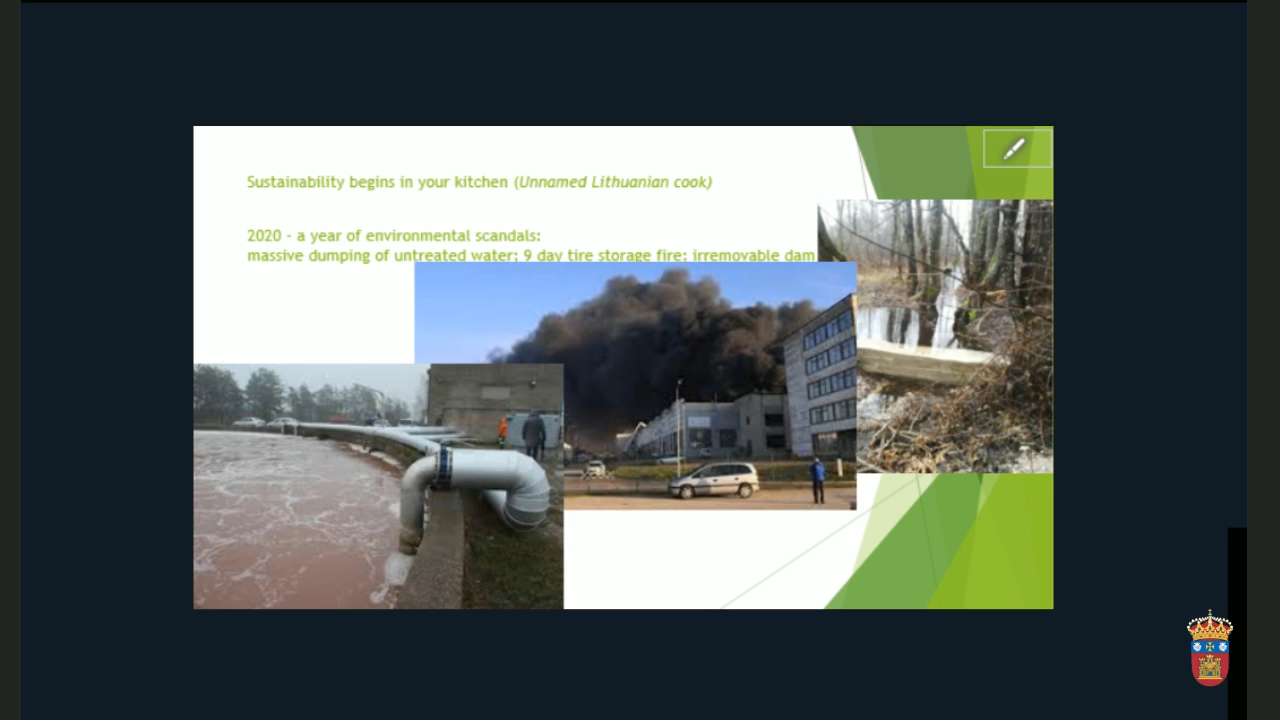 Sustainability begins in your kitchen (Unnamed Lithuanian cook)
2020 - a year of environmental scandals:
massive dumping of untreated water; 9 day tire storage fire; irremovable dam